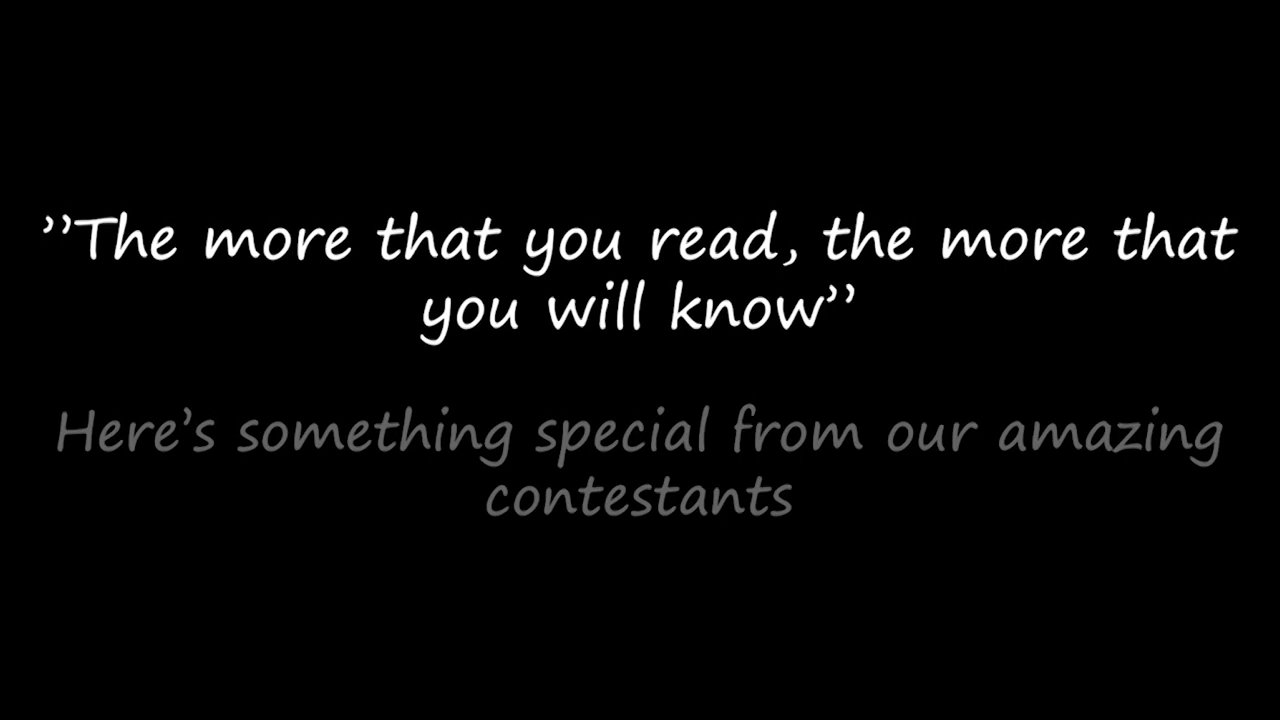 ”The more that you read, the more that
you will know”
Here’s something special from our amazing
contestants